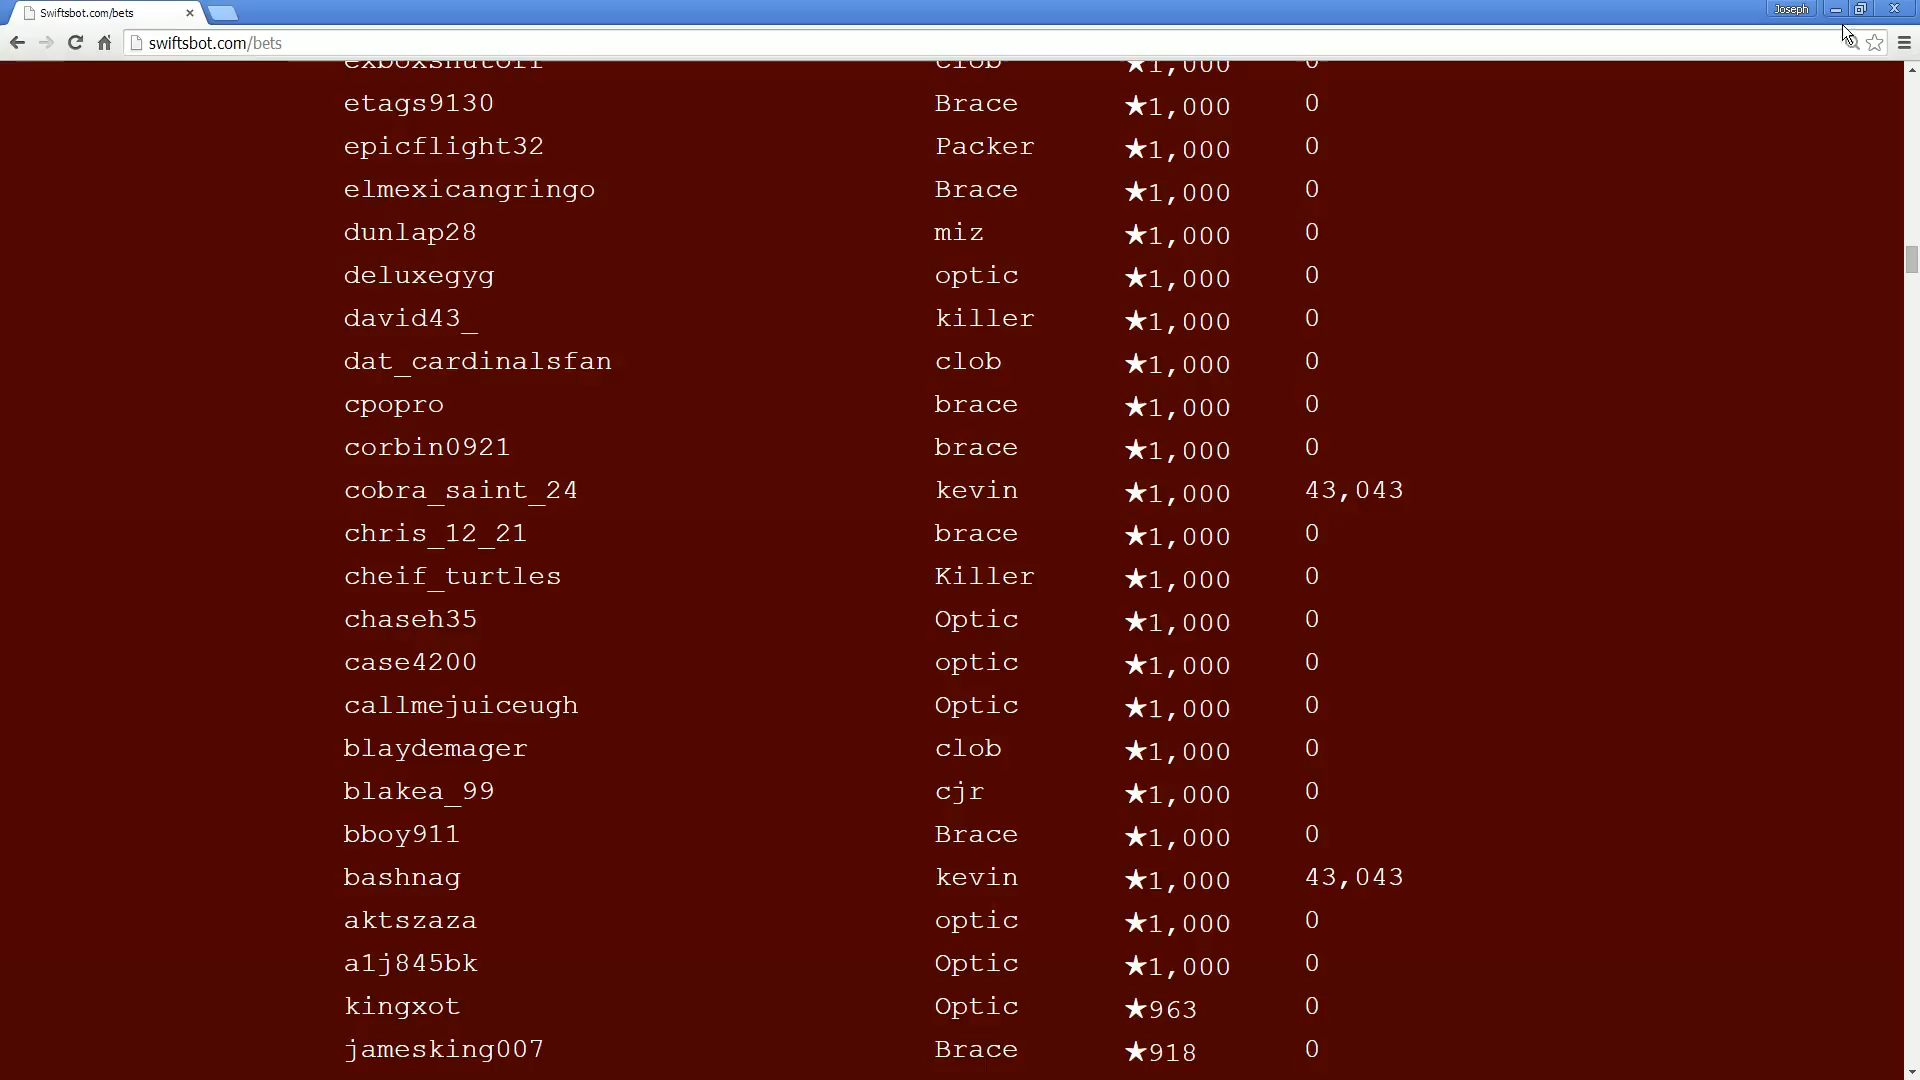 Swiftsbot.com/bets
Joseph
swiftsbot.com/bets
exboxshutoff clob ★1,000 0
etags9130 Brace ★1,000 0
epicflight32 Packer ★1,000 0
elmexicangringo Brace ★1,000 0
dunlap28 miz ★1,000 0
deluxegyg optic ★1,000 0
david43_ killer ★1,000 0
dat_cardinalsfan clob ★1,000 0
cpopro brace ★1,000 0
corbin0921 brace ★1,000 0
cobra_saint_24 kevin ★1,000 43,043
chris_12_21 brace ★1,000 0
cheif_turtles Killer ★1,000 0
chaseh35 Optic ★1,000 0
case4200 optic ★1,000 0
callmejuiceugh Optic ★1,000 0
blaydemager clob ★1,000 0
blakea_99 cjr ★1,000 0
bboy911 Brace ★1,000 0
bashnag kevin ★1,000 43,043
aktszaza optic ★1,000 0
a1j845bk Optic ★1,000 0
kingxot Optic ★963 0
jamesking007 Brace ★918 0